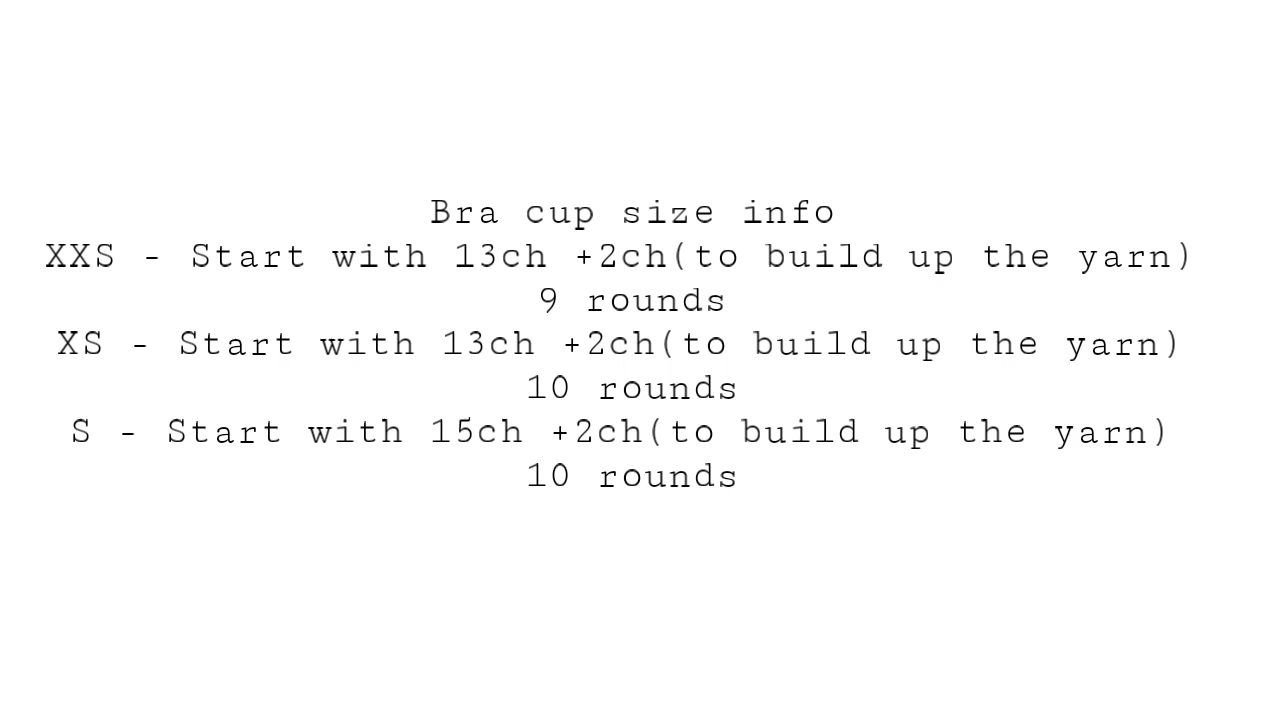 Bra cup size info
XXS - Start with 13ch +2ch(to build up the yarn)
9 rounds
XS - Start with 13ch +2ch(to build up the yarn)
10 rounds
S - Start with 15ch +2ch(to build up the yarn)
10 rounds